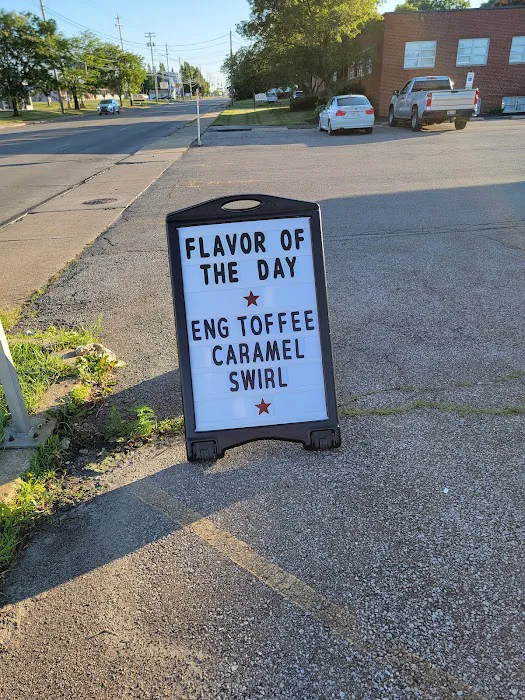 FLAVOR OF
THE DAY
ENG TOFFEE
CARAMEL
SWIRL